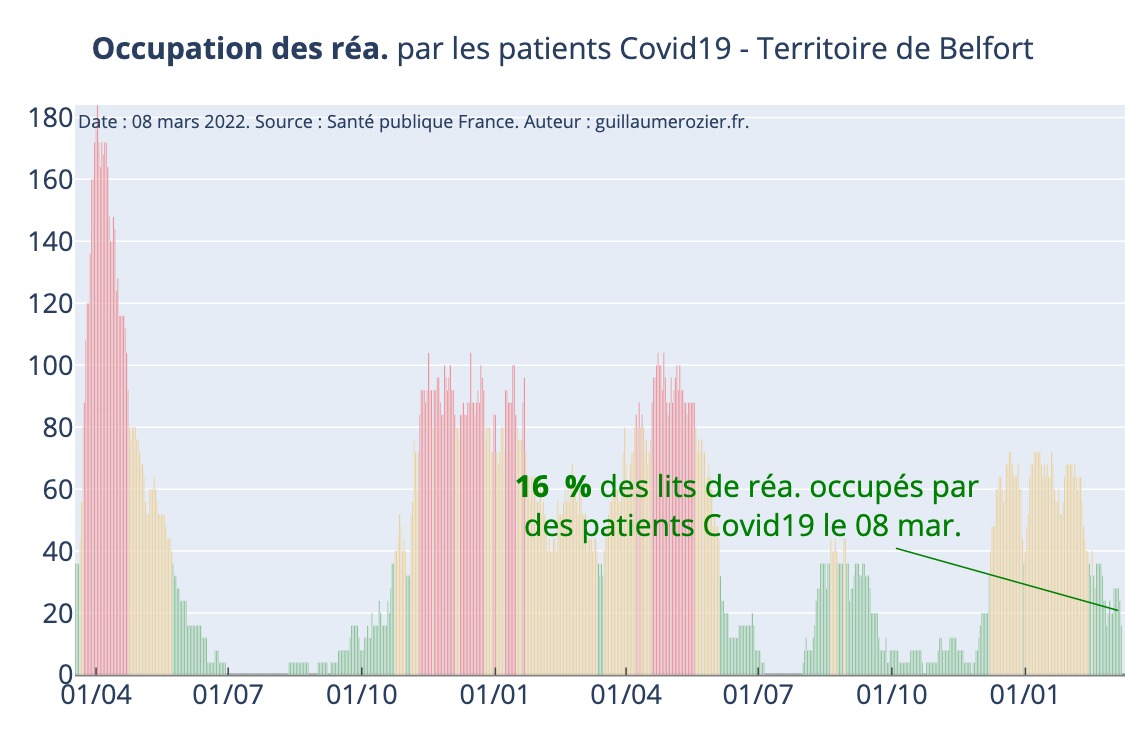 Occupation des réa. par les patients Covid19 - Territoire de Belfort
180
Date : 08 mars 2022. Source : Santé publique France. Auteur : guillaumerozier.fr.
160
140
120
100
80
60
16 % des lits de réa. occupés par
des patients Covid19 le 08 mar.
40
20
0
01/04 01/07 01/10 01/01 01/04 01/07 01/10 01/01